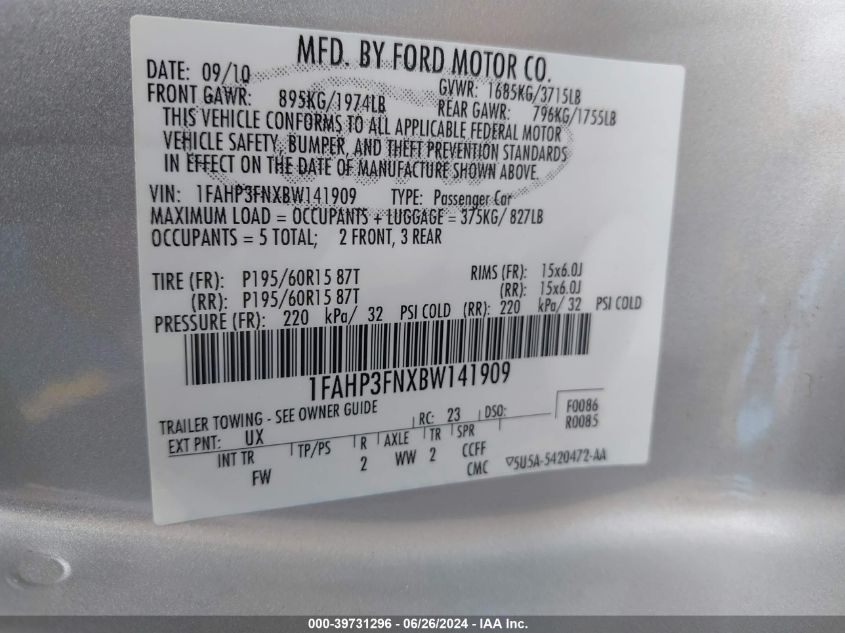 MFD. BY FORD MOTOR CO.
DATE: 09/10 GVWR: 1685KG/3715LB
FRONT GAWR: 895KG/1974LB REAR GAWR: 796KG/1755LB
THIS VEHICLE CONFORMS TO ALL APPLICABLE FEDERAL MOTOR
VEHICLE SAFETY, BUMPER, AND THEFT PREVENTION STANDARDS
IN EFFECT ON THE DATE OF MANUFACTURE SHOWN ABOVE.
VIN: 1FAHP3FNXBW141909 TYPE: Passenger Car
MAXIMUM LOAD = OCCUPANTS + LUGGAGE = 375KG/ 827LB
OCCUPANTS = 5 TOTAL; 2 FRONT, 3 REAR
TIRE (FR): P195/60R15 87T RIMS (FR): 15x6.0J
(RR): P195/60R15 87T (RR): 15x6.0J
PRESSURE (FR): 220 kPa/ 32 PSI COLD (RR): 220 kPa/ 32 PSI COLD
1FAHP3FNXBW141909
TRAILER TOWING - SEE OWNER GUIDE RC: 23 DSO: F0086
EXT PNT: UX R0085
INT TR TP/PS R AXLE TR SPR
FW 2 WW 2 CCFF
CMC 5U5A-5420472-AA
000-39731296 - 06/26/2024 - IAA, Inc.